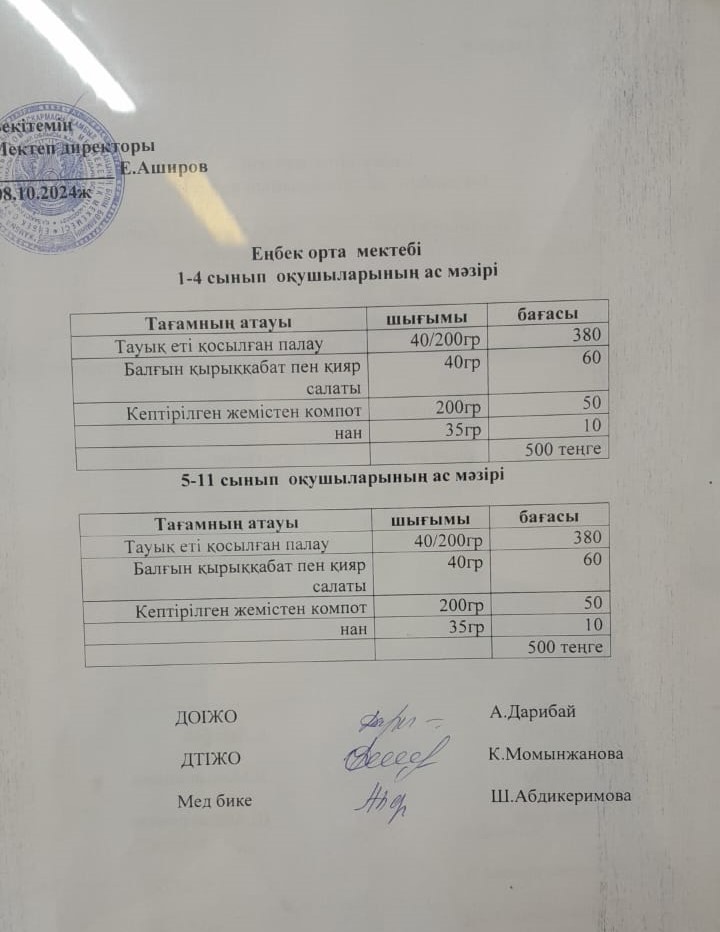 Бекітемін
Мектеп директоры
Е.Аширов
08.10.2024ж
Еңбек орта мектебі
1-4 сынып оқушыларының ас мәзірі
Тағамның атауы шығымы бағасы
Тауық еті қосылған палау 40/200гр 380
Балғын қырыққабат пен қияр 40гр 60
салаты
Кептірілген жемістен компот 200гр 50
нан 35гр 10
500 теңге
5-11 сынып оқушыларының ас мәзірі
Тағамның атауы шығымы бағасы
Тауық еті қосылған палау 40/200гр 380
Балғын қырыққабат пен қияр 40гр 60
салаты
Кептірілген жемістен компот 200гр 50
нан 35гр 10
500 теңге
ДОІЖО А.Дарибай
ДТІЖО К.Момынжанова
Мед бике Ш.Абдикеримова